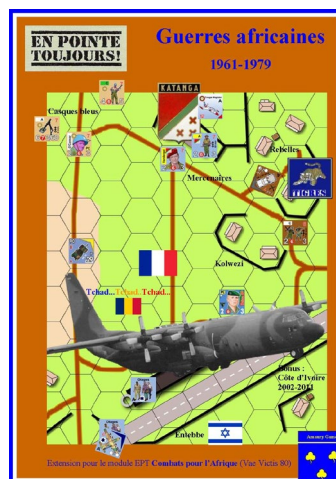 EN POINTE
TOUJOURS!
Guerres africaines
1961-1979
KATANGA
Casques bleus
Rebelles
Mercenaires
TIGRES
Kolwezi
Tchad...Tchad...Tchad...
Bonus :
Côte d'Ivoire
2002-2011
Entebbe
Extension pour le module EPT Combats pour l'Afrique (Vae Victis 80)